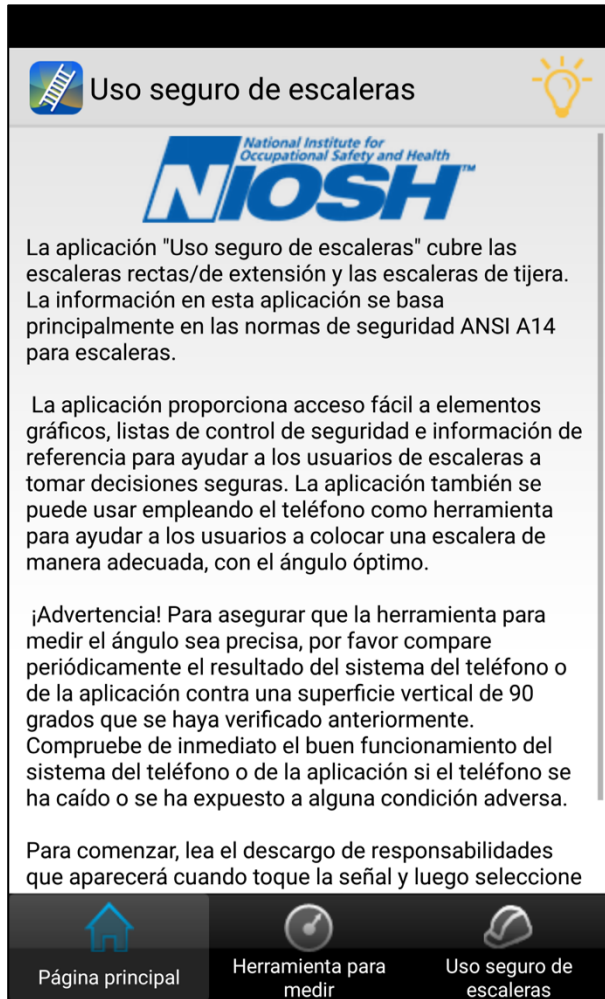 Uso seguro de escaleras
National Institute for
Occupational Safety and Health
NIOSH™
La aplicación "Uso seguro de escaleras" cubre las
escaleras rectas/de extensión y las escaleras de tijera.
La información en esta aplicación se basa
principalmente en las normas de seguridad ANSI A14
para escaleras.
La aplicación proporciona acceso fácil a elementos
gráficos, listas de control de seguridad e información de
referencia para ayudar a los usuarios de escaleras a
tomar decisiones seguras. La aplicación también se
puede usar empleando el teléfono como herramienta
para ayudar a los usuarios a colocar una escalera de
manera adecuada, con el ángulo óptimo.
¡Advertencia! Para asegurar que la herramienta para
medir el ángulo sea precisa, por favor compare
periódicamente el resultado del sistema del teléfono o
de la aplicación contra una superficie vertical de 90
grados que se haya verificado anteriormente.
Compruebe de inmediato el buen funcionamiento del
sistema del teléfono o de la aplicación si el teléfono se
ha caído o se ha expuesto a alguna condición adversa.
Para comenzar, lea el descargo de responsabilidades
que aparecerá cuando toque la señal y luego seleccione
Página principal
Herramienta para
medir
Uso seguro de
escaleras